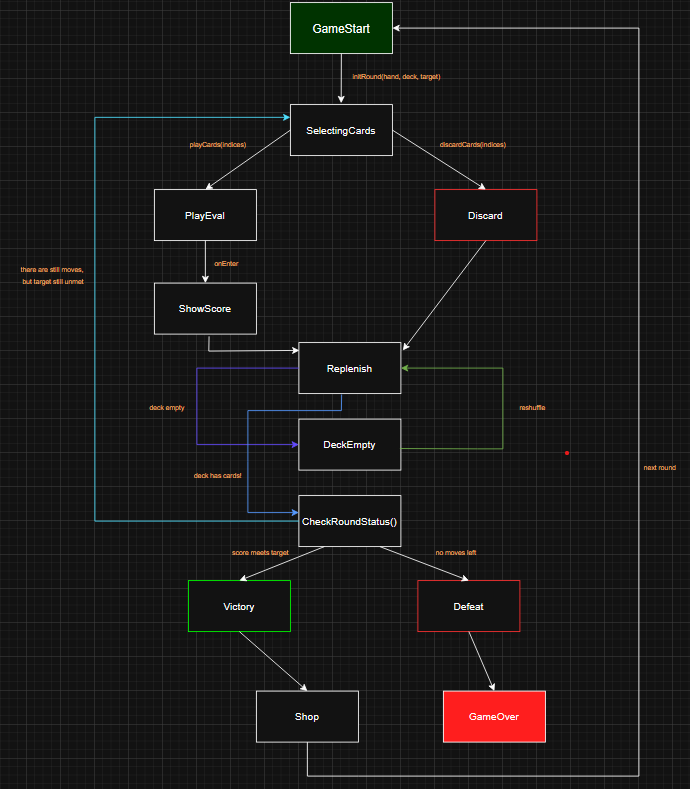 GameStart
initRound(hand, deck, target)
SelectingCards
playCards(indices)
discardCards(indices)
PlayEval
Discard
onEnter
there are still moves,
but target still unmet
ShowScore
Replenish
deck empty
reshuffle
DeckEmpty
next round
deck has cards!
CheckRoundStatus()
score meets target
no moves left
Victory
Defeat
Shop
GameOver